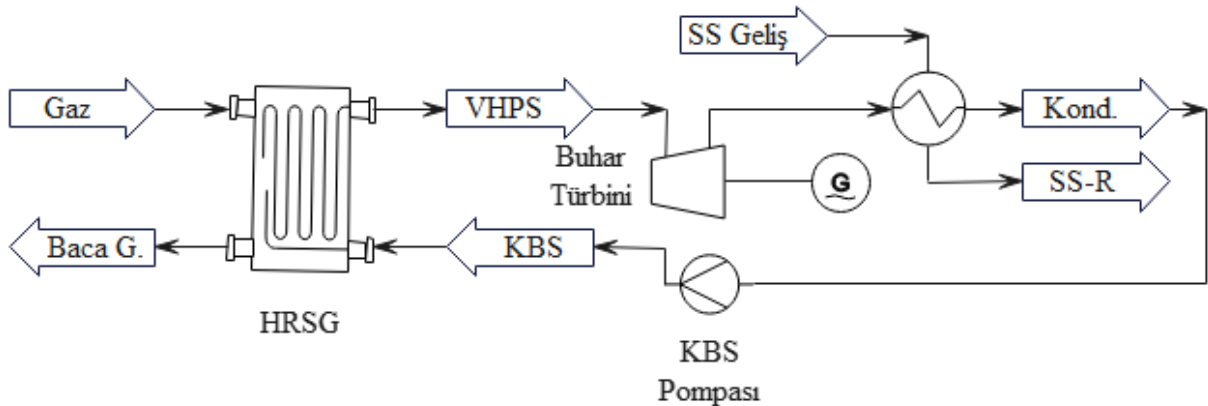 SS Geliş
Gaz
VHPS
Kond.
Buhar
Türbini
G
SS-R
Baca G.
KBS
HRSG
KBS
Pompası